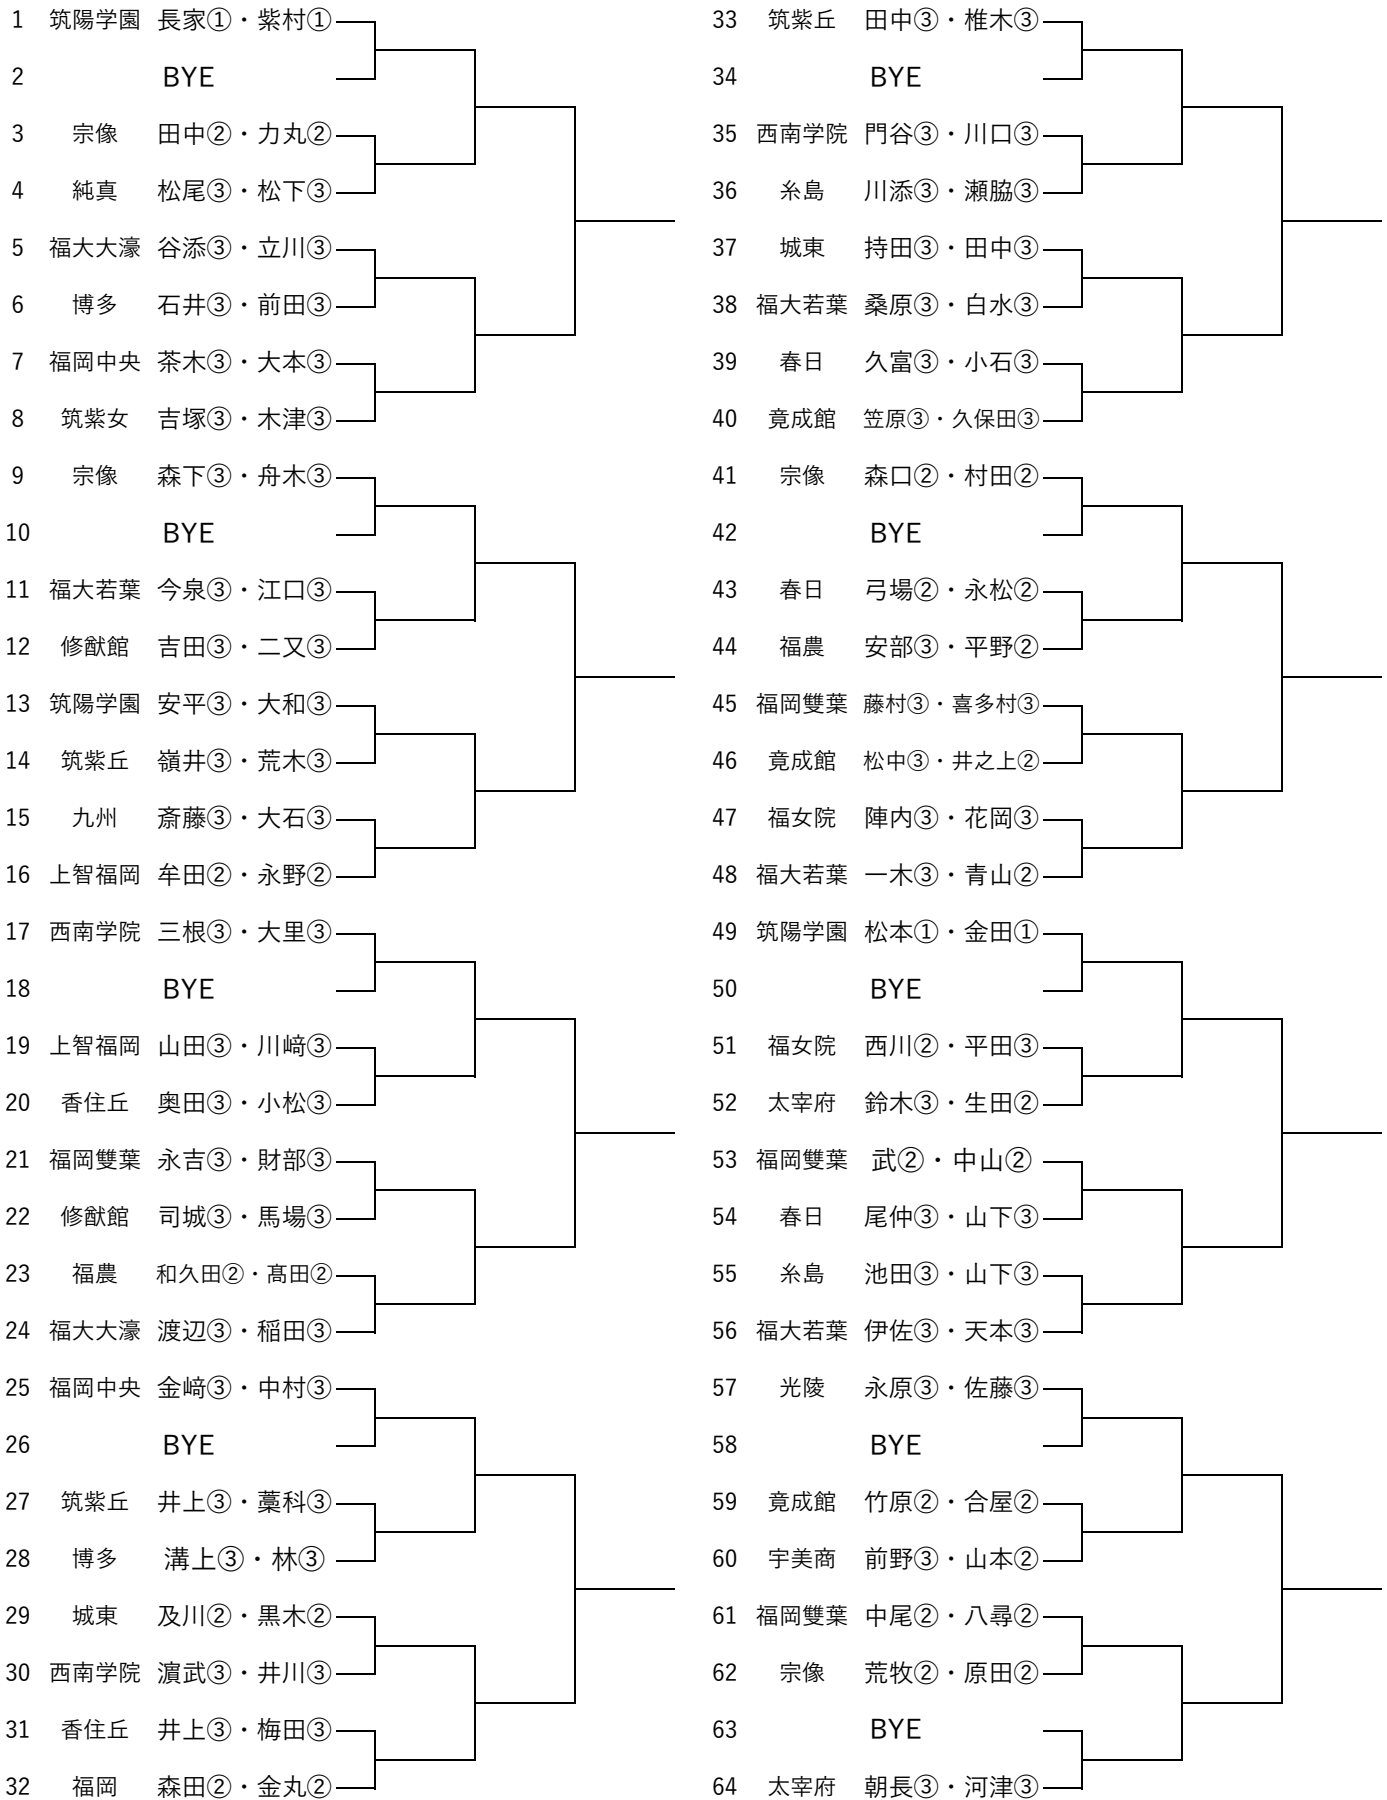 1 筑陽学園 長家①・紫村①
2 BYE
3 宗像 田中②・力丸②
4 純真 松尾③・松下③
5 福大大濠 谷添③・立川③
6 博多 石井③・前田③
7 福岡中央 茶木③・大本③
8 筑紫女 吉塚③・木津③
9 宗像 森下③・舟木③
10 BYE
11 福大若葉 今泉③・江口③
12 修猷館 吉田③・二又③
13 筑陽学園 安平③・大和③
14 筑紫丘 嶺井③・荒木③
15 九州 斎藤③・大石③
16 上智福岡 牟田②・永野②
17 西南学院 三根③・大里③
18 BYE
19 上智福岡 山田③・川﨑③
20 香住丘 奥田③・小松③
21 福岡雙葉 永吉③・財部③
22 修猷館 司城③・馬場③
23 福農 和久田②・髙田②
24 福大大濠 渡辺③・稲田③
25 福岡中央 金﨑③・中村③
26 BYE
27 筑紫丘 井上③・藁科③
28 博多 溝上③・林③
29 城東 及川②・黒木②
30 西南学院 濵武③・井川③
31 香住丘 井上③・梅田③
32 福岡 森田②・金丸②
33 筑紫丘 田中③・椎木③
34 BYE
35 西南学院 門谷③・川口③
36 糸島 川添③・瀬脇③
37 城東 持田③・田中③
38 福大若葉 桑原③・白水③
39 春日 久富③・小石③
40 竟成館 笠原③・久保田③
41 宗像 森口②・村田②
42 BYE
43 春日 弓場②・永松②
44 福農 安部③・平野②
45 福岡雙葉 藤村③・喜多村③
46 竟成館 松中③・井之上②
47 福女院 陣内③・花岡③
48 福大若葉 一木③・青山②
49 筑陽学園 松本①・金田①
50 BYE
51 福女院 西川②・平田③
52 太宰府 鈴木③・生田②
53 福岡雙葉 武②・中山②
54 春日 尾仲③・山下③
55 糸島 池田③・山下③
56 福大若葉 伊佐③・天本③
57 光陵 永原③・佐藤③
58 BYE
59 竟成館 竹原②・合屋②
60 宇美商 前野③・山本②
61 福岡雙葉 中尾②・八尋②
62 宗像 荒牧②・原田②
63 BYE
64 太宰府 朝長③・河津③